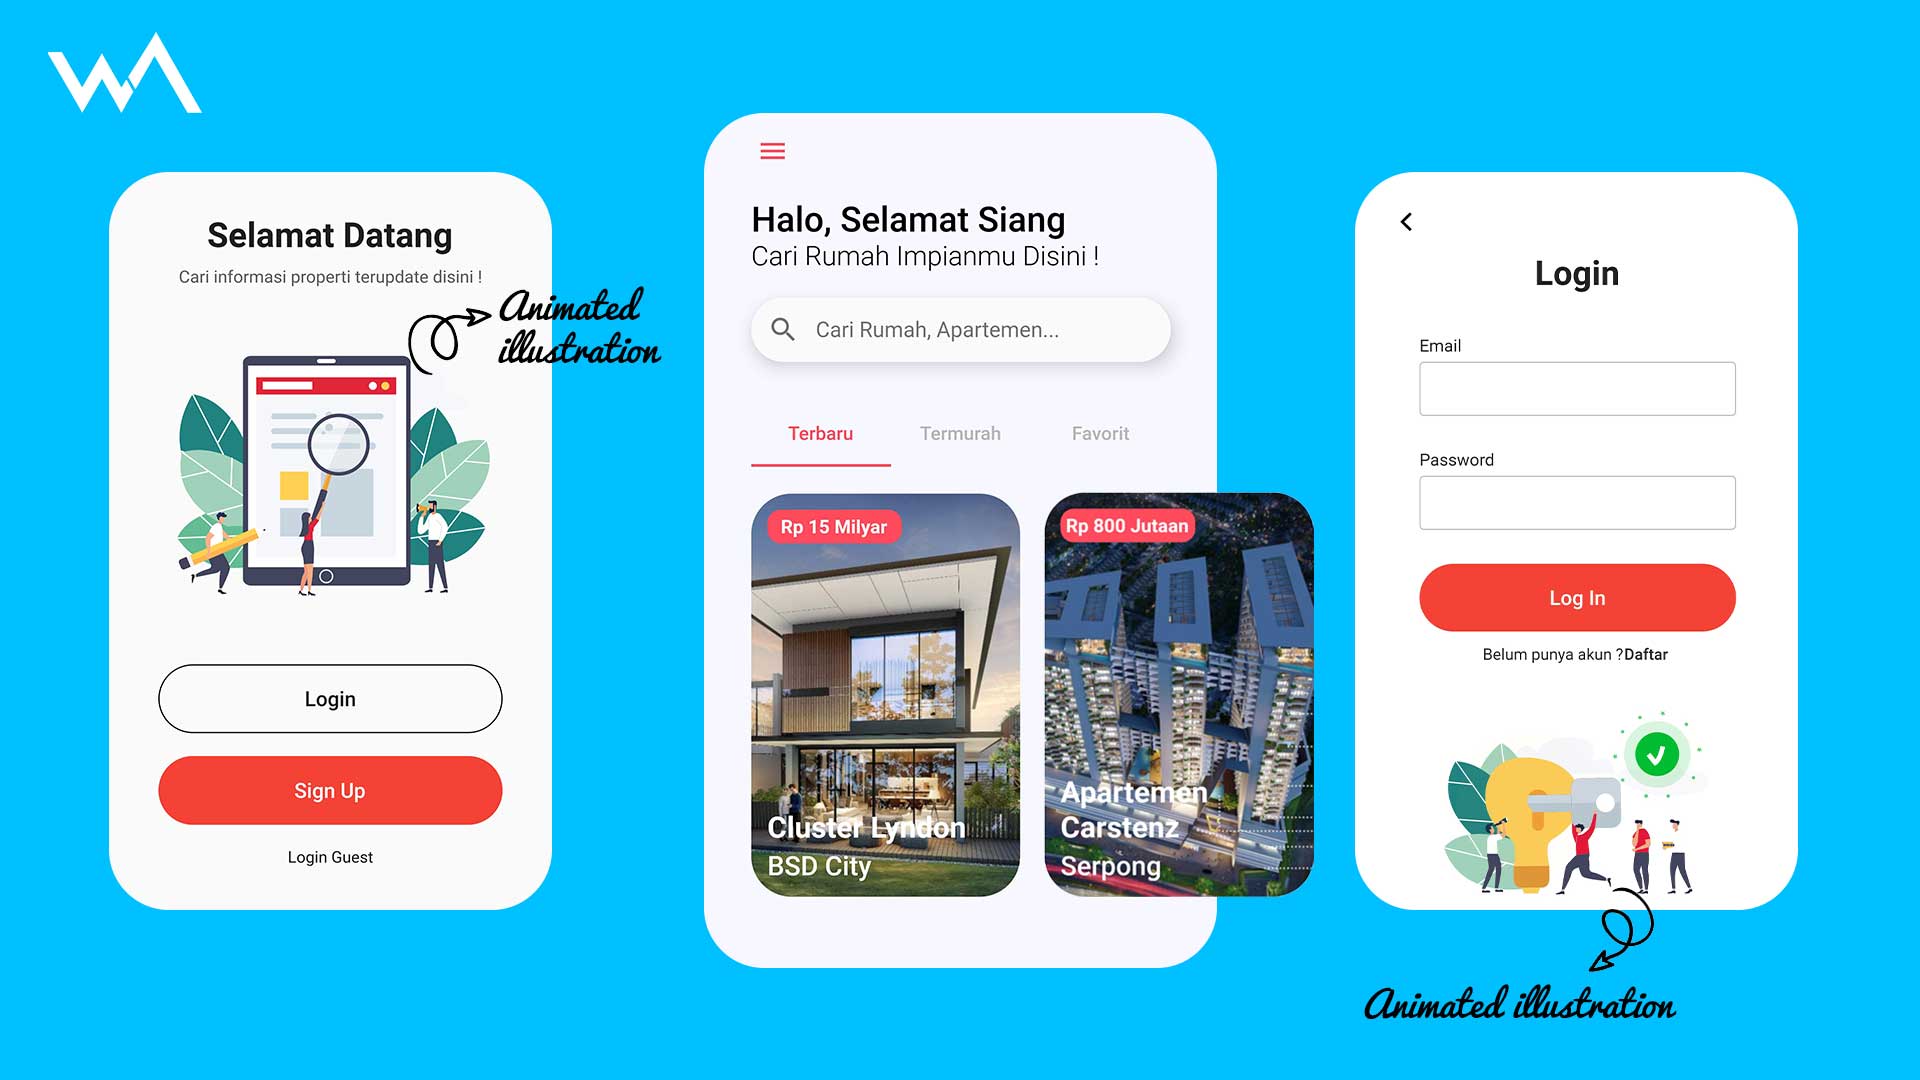 WA
Selamat Datang
Cari informasi properti terupdate disini !
Animated
illustration
Login
Sign Up
Login Guest
Halo, Selamat Siang
Cari Rumah Impianmu Disini !
Cari Rumah, Apartemen...
Terbaru
Termurah
Favorit
Rp 15 Milyar
Cluster Lyndon
BSD City
Rp 800 Jutaan
Apartemen
Carstenz
Serpong
Login
Email
Password
Log In
Belum punya akun ?Daftar
Animated illustration